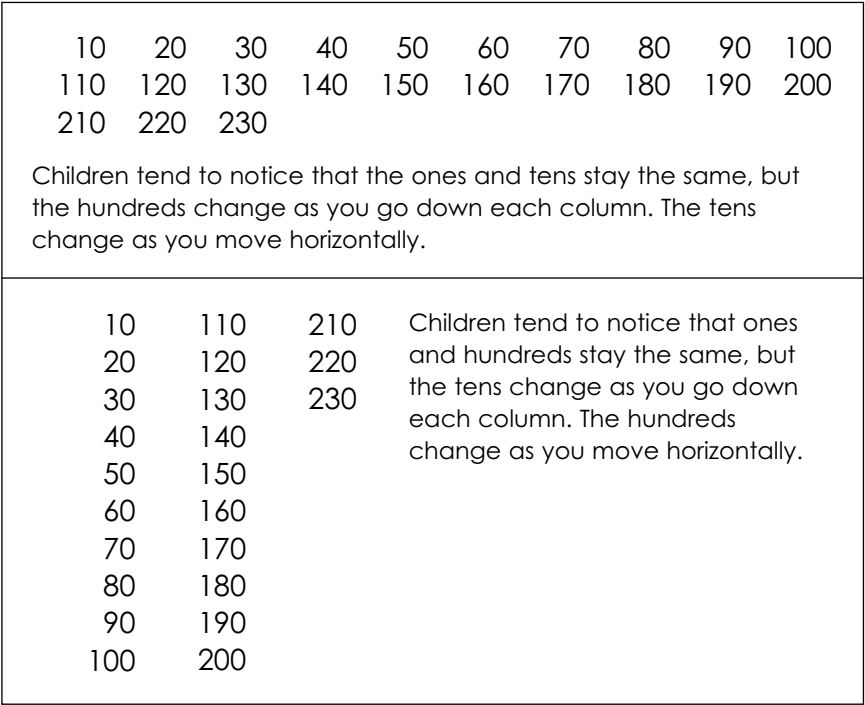 10 20 30 40 50 60 70 80 90 100
110 120 130 140 150 160 170 180 190 200
210 220 230
Children tend to notice that the ones and tens stay the same, but
the hundreds change as you go down each column. The tens
change as you move horizontally.
10 110 210
20 120 220
30 130 230
40 140
50 150
60 160
70 170
80 180
90 190
100 200
Children tend to notice that ones
and hundreds stay the same, but
the tens change as you go down
each column. The hundreds
change as you move horizontally.